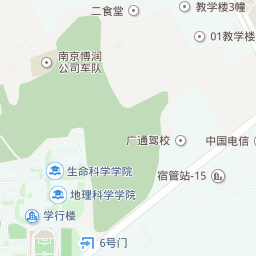 二食堂
教学楼3幢
01教学楼
南京博润
公司车队
广通驾校
中国电信
生命科学学院
宿管站-15
地理科学学院
学行楼
6号门